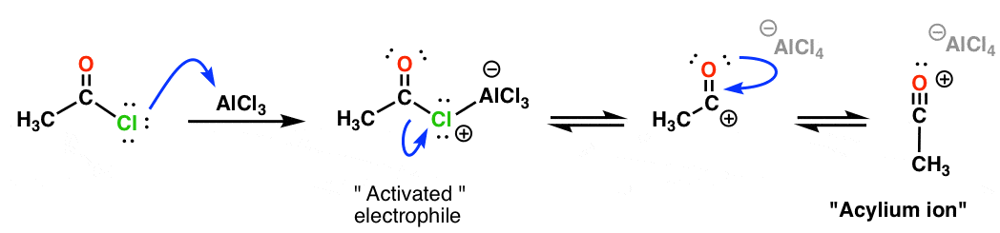 O
H₃C
C
Cl
AlCl₃
O
C
H₃C
Cl
AlCl₃
⊖
⊕
" Activated "
electrophile
O
C
H₃C
⊕
⊖
AlCl₄
⊖
AlCl₄
O
⊕
C
CH₃
"Acylium ion"